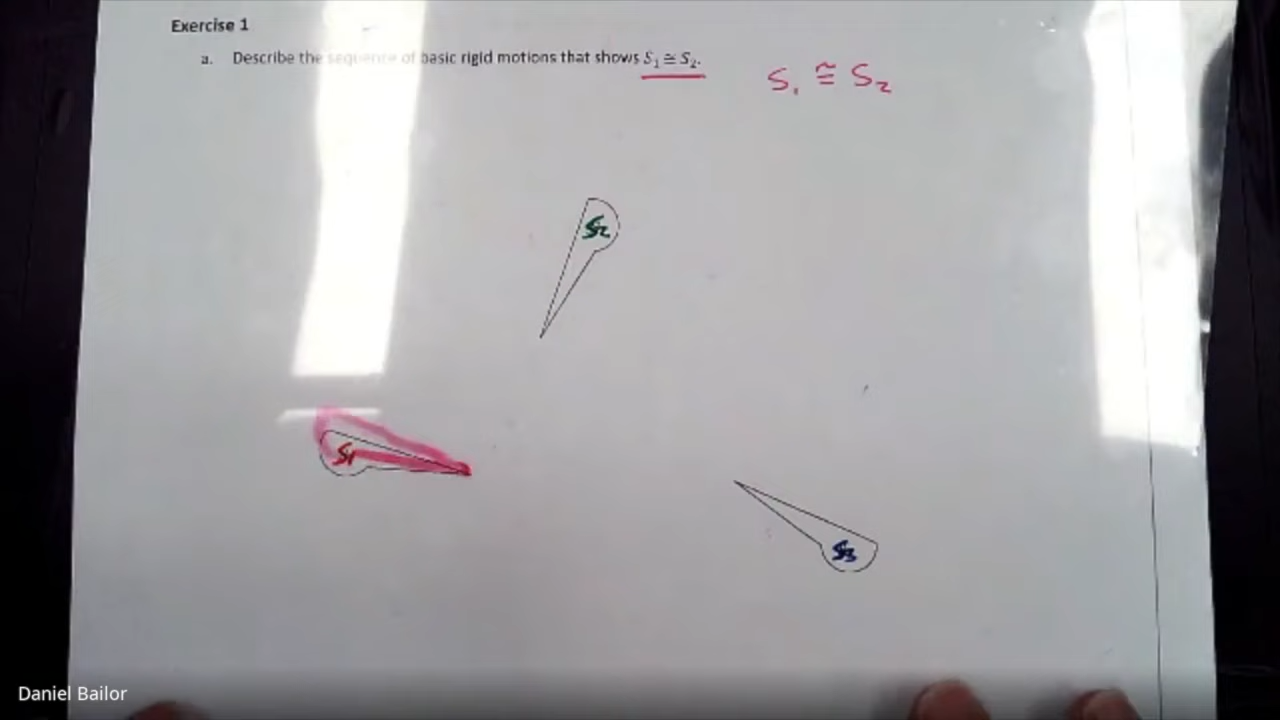 Exercise 1
a. Describe the sequence of basic rigid motions that shows S₁ ≅ S₂.
S₁ ≅ S₂
S₂
S₁
S₃
Daniel Bailor